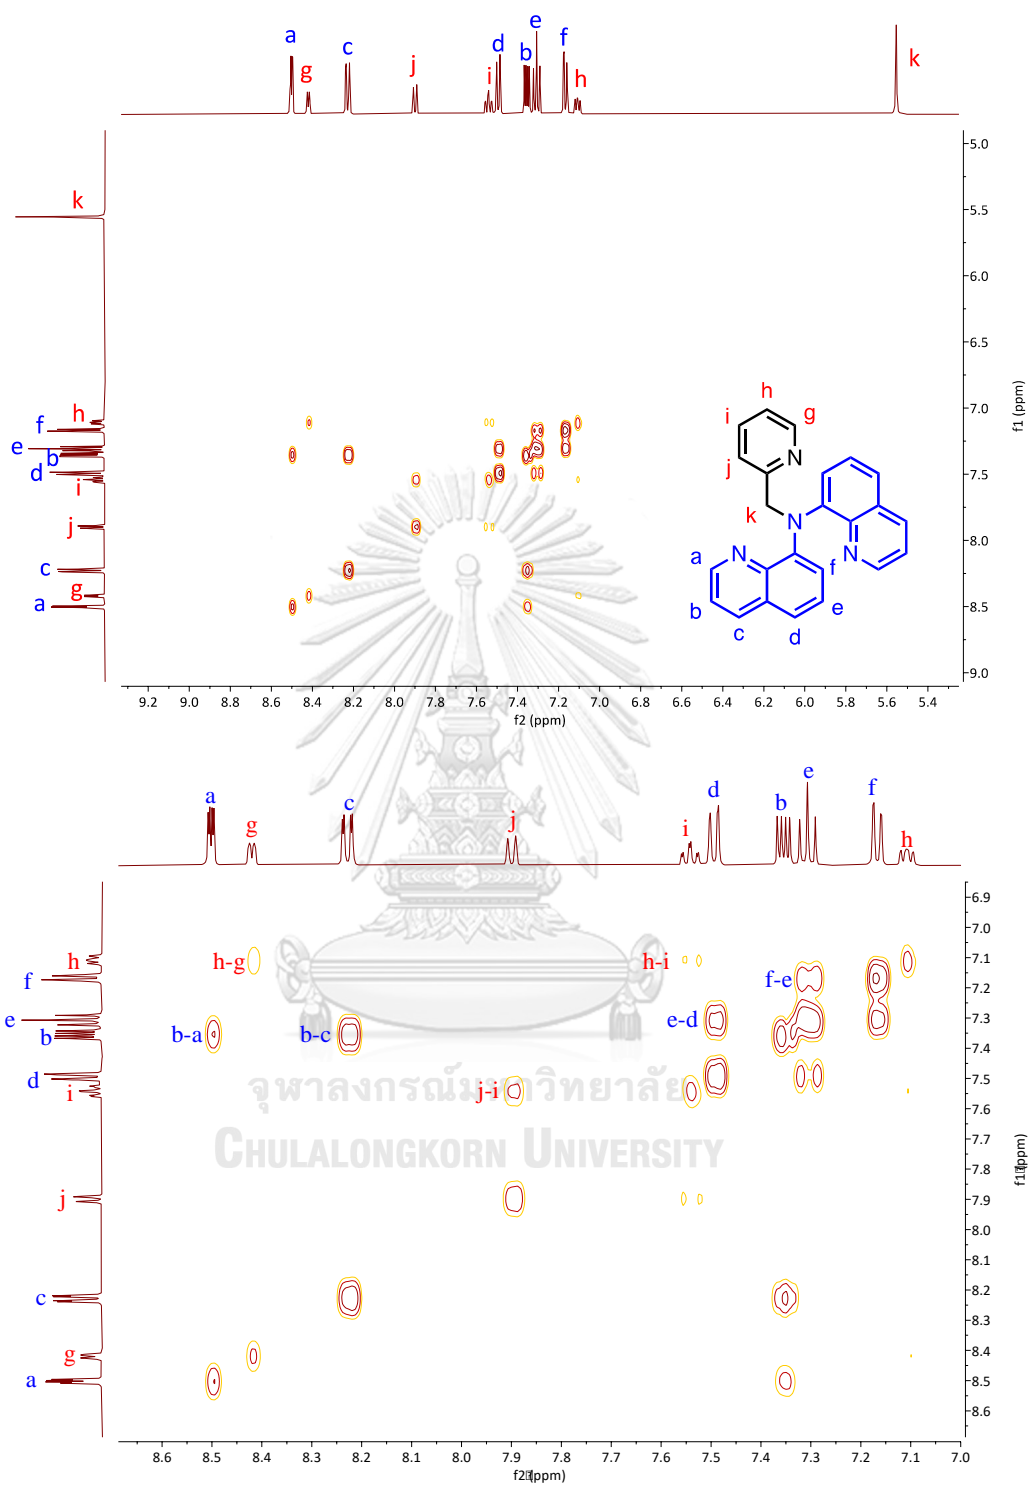 a g c j i d b e f h k
k
h
f
e b
d
i
j
c
g
a
5.0
5.5
6.0
6.5
7.0
7.5
8.0
8.5
9.0
f1 (ppm)
h
i g
j N
k N
a N N f
b e
c d
9.2 9.0 8.8 8.6 8.4 8.2 8.0 7.8 7.6 7.4 7.2 7.0 6.8 6.6 6.4 6.2 6.0 5.8 5.6 5.4
f2 (ppm)
a g c j i d b e f h
h
f
e
b
d
i
j
c
g
a
h-g h-i
f-e
b-a b-c e-d
j-i
จุฬาลงกรณ์มหาวิทยาลัย
CHULALONGKORN UNIVERSITY
6.9
7.0
7.1
7.2
7.3
7.4
7.5
7.6
7.7
7.8
7.9
8.0
8.1
8.2
8.3
8.4
8.5
8.6
f1 (ppm)
8.6 8.5 8.4 8.3 8.2 8.1 8.0 7.9 7.8 7.7 7.6 7.5 7.4 7.3 7.2 7.1 7.0
f2 (ppm)